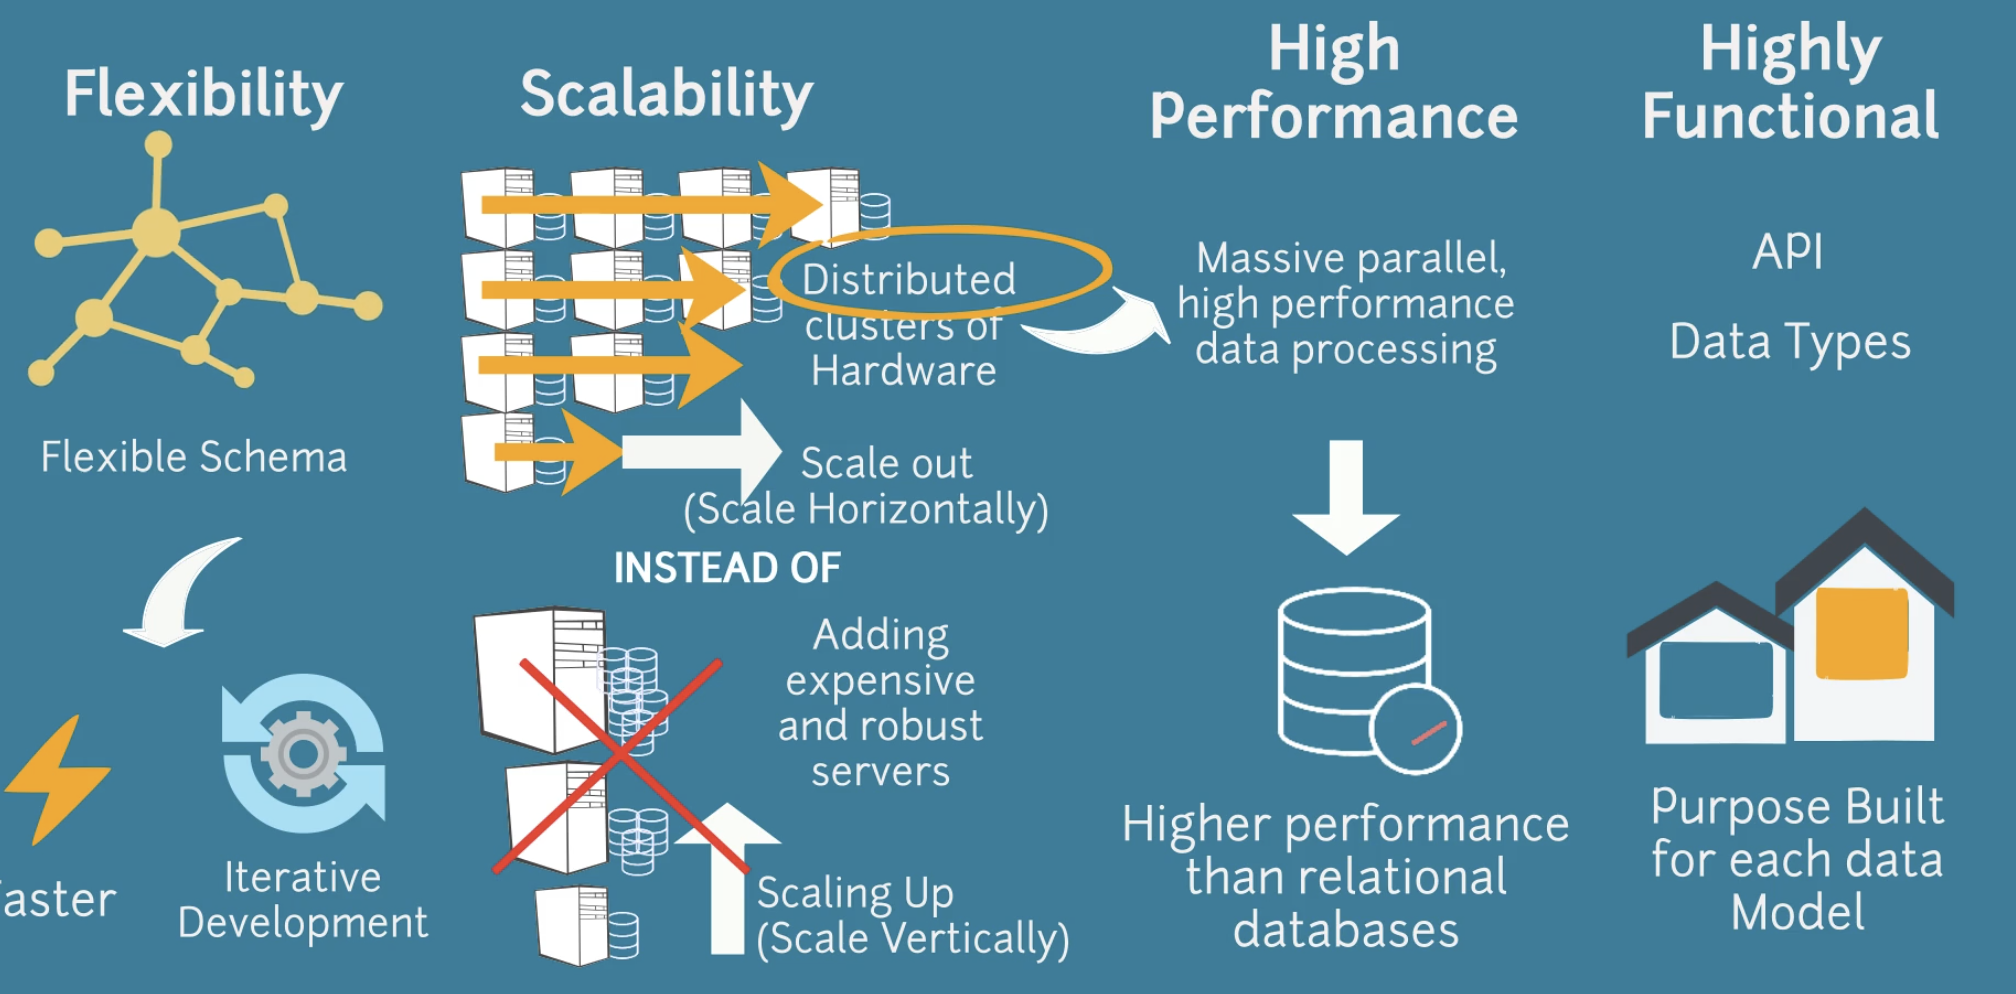 Flexibility
Flexible Schema
aster
Iterative
Development
Scalability
Distributed
clusters of
Hardware
Scale out
(Scale Horizontally)
INSTEAD OF
Adding
expensive
and robust
servers
Scaling Up
(Scale Vertically)
High
Performance
Massive parallel,
high performance
data processing
Higher performance
than relational
databases
Highly
Functional
API
Data Types
Purpose Built
for each data
Model